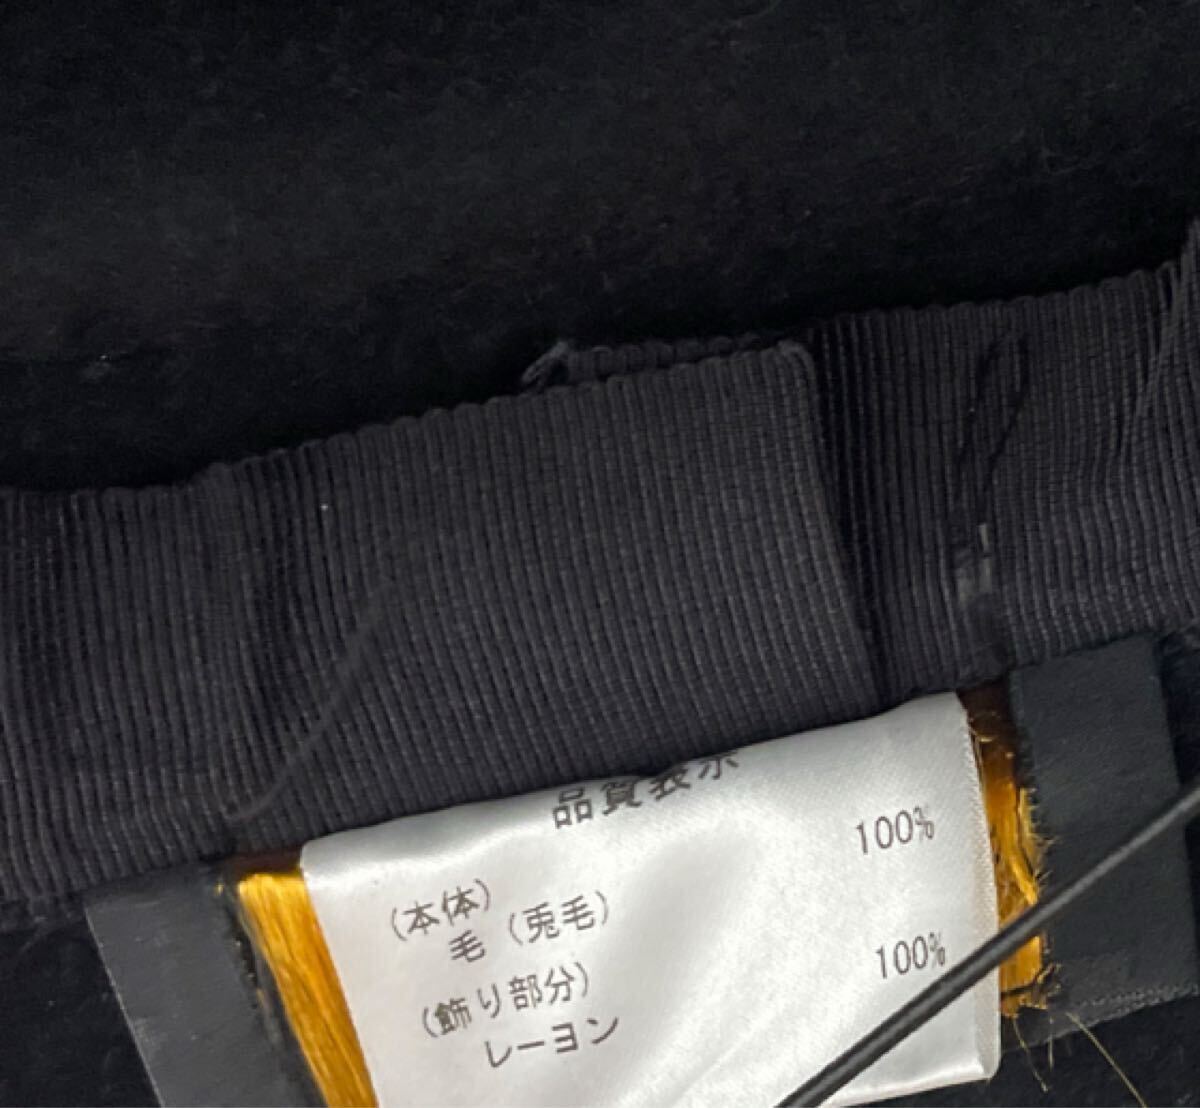 品質表示
(本体)
毛(兎毛) 100%
(飾り部分)
レーヨン 100%